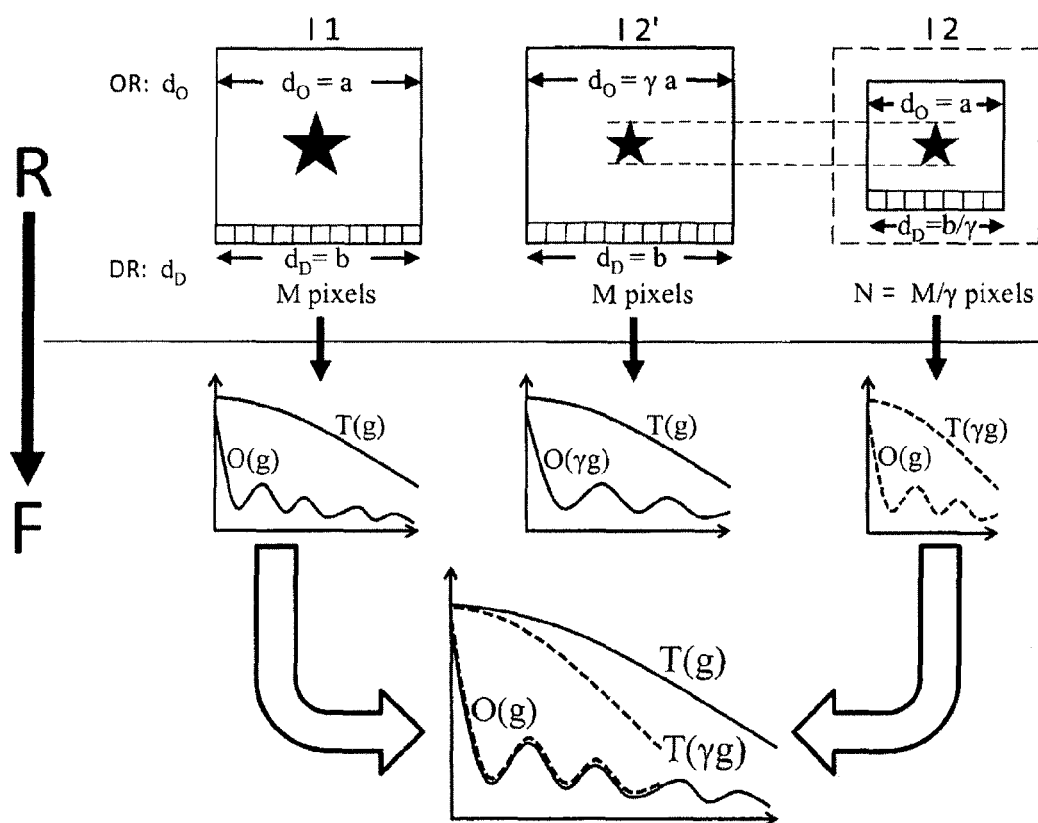 I 1
I 2'
I 2
OR: d_O
d_O = a
d_O = γ a
d_O = a
R
DR: d_D
d_D = b
d_D = b
d_D=b/γ
M pixels
M pixels
N = M/γ pixels
T(g)
T(g)
T(γg)
O(g)
O(γg)
O(g)
F
T(g)
O(g)
T(γg)